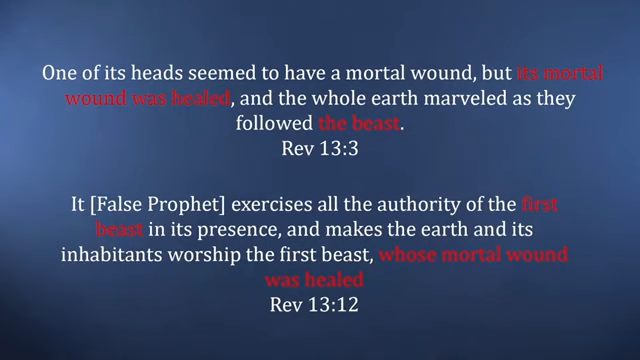 One of its heads seemed to have a mortal wound, but its mortal
wound was healed, and the whole earth marveled as they
followed the beast.
Rev 13:3
It [False Prophet] exercises all the authority of the first
beast in its presence, and makes the earth and its
inhabitants worship the first beast, whose mortal wound
was healed
Rev 13:12